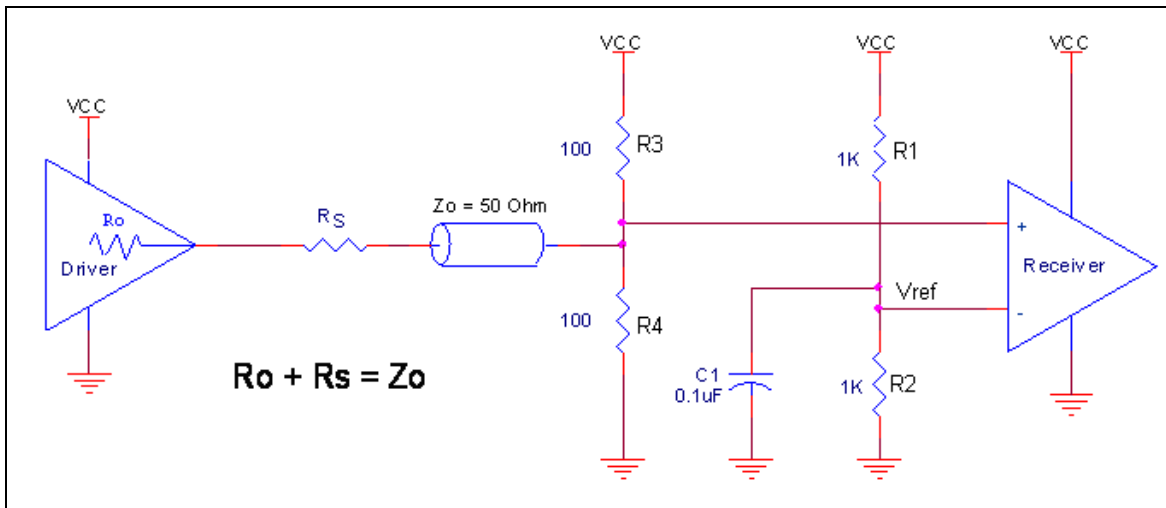 VCC
VCC
VCC
VCC
R3
100
1K
R1
Ro
RS
Zo = 50 Ohm
+
Driver
Receiver
Vref
-
100
R4
Ro + Rs = Zo
C1
0.1uF
1K
R2